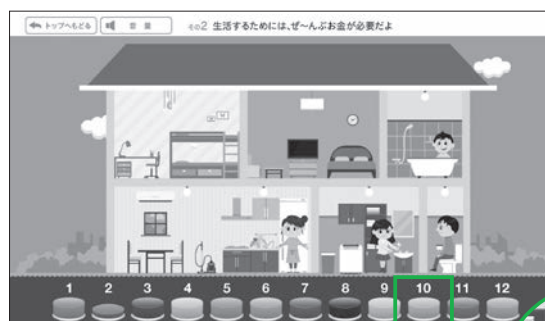 トップへもどる
音 量
その2 生活するためには、ぜ〜んぶお金が必要だよ
1 2 3 4 5 6 7 8 9 10 11 12